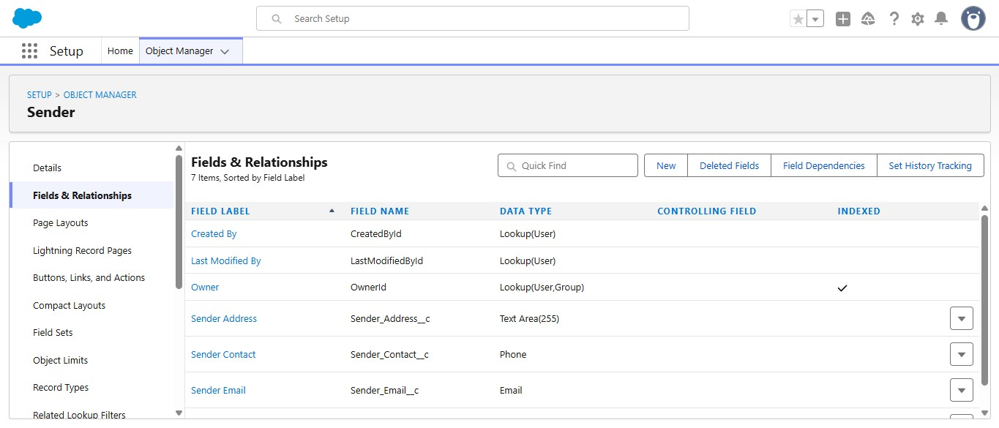 Search Setup
Setup
Home
Object Manager
SETUP > OBJECT MANAGER
Sender
Details
Fields & Relationships
Page Layouts
Lightning Record Pages
Buttons, Links, and Actions
Compact Layouts
Field Sets
Object Limits
Record Types
Related Lookup Filters
Fields & Relationships
7 Items, Sorted by Field Label
Quick Find
New
Deleted Fields
Field Dependencies
Set History Tracking
FIELD LABEL FIELD NAME DATA TYPE CONTROLLING FIELD INDEXED
Created By CreatedById Lookup(User)
Last Modified By LastModifiedById Lookup(User)
Owner OwnerId Lookup(User,Group)
Sender Address Sender_Address__c Text Area(255)
Sender Contact Sender_Contact__c Phone
Sender Email Sender_Email__c Email